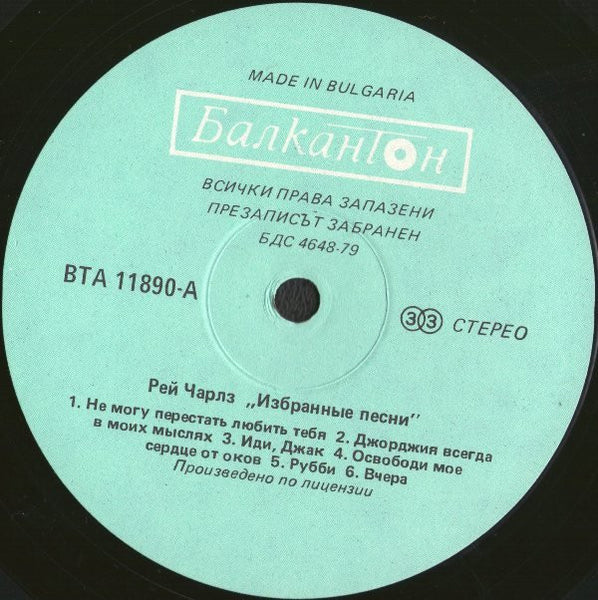 MADE IN BULGARIA
Балкантон
ВСИЧКИ ПРАВА ЗАПАЗЕНИ
ПРЕЗАПИСЪТ ЗАБРАНЕН
БДС 4648-79
ВТА 11890-А
33 СТЕРЕО
Рей Чарлз „Избранные песни"
1. Не могу перестать любить тебя 2. Джорджия всегда
в моих мыслях 3. Иди, Джак 4. Освободи мое
сердце от оков 5. Рубби 6. Вчера
Произведено по лицензии